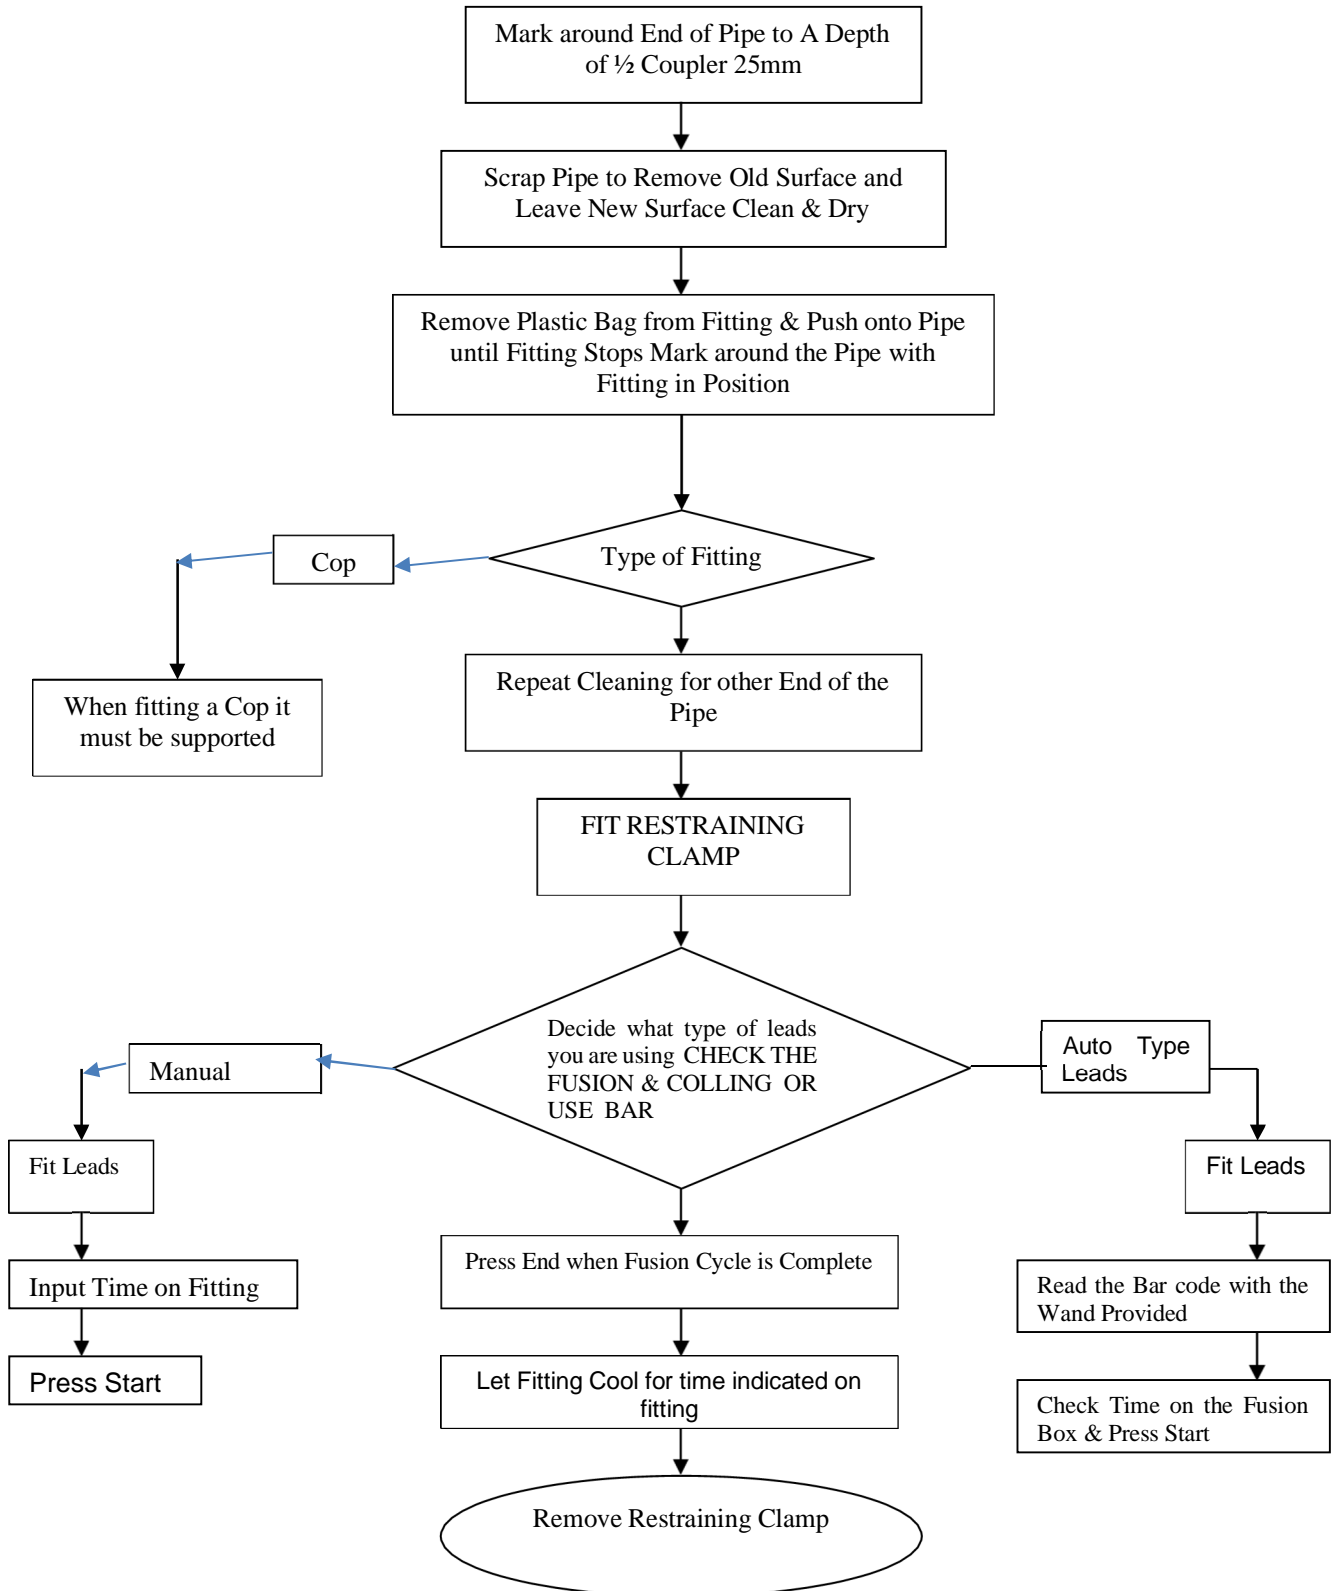 Mark around End of Pipe to A Depth
of ½ Coupler 25mm
Scrap Pipe to Remove Old Surface and
Leave New Surface Clean & Dry
Remove Plastic Bag from Fitting & Push onto Pipe
until Fitting Stops Mark around the Pipe with
Fitting in Position
Type of Fitting
Cop
When fitting a Cop it
must be supported
Repeat Cleaning for other End of the
Pipe
FIT RESTRAINING
CLAMP
Decide what type of leads
you are using CHECK THE
FUSION & COLLING OR
USE BAR
Manual
Fit Leads
Input Time on Fitting
Press Start
Auto Type
Leads
Fit Leads
Read the Bar code with the
Wand Provided
Check Time on the Fusion
Box & Press Start
Press End when Fusion Cycle is Complete
Let Fitting Cool for time indicated on
fitting
Remove Restraining Clamp